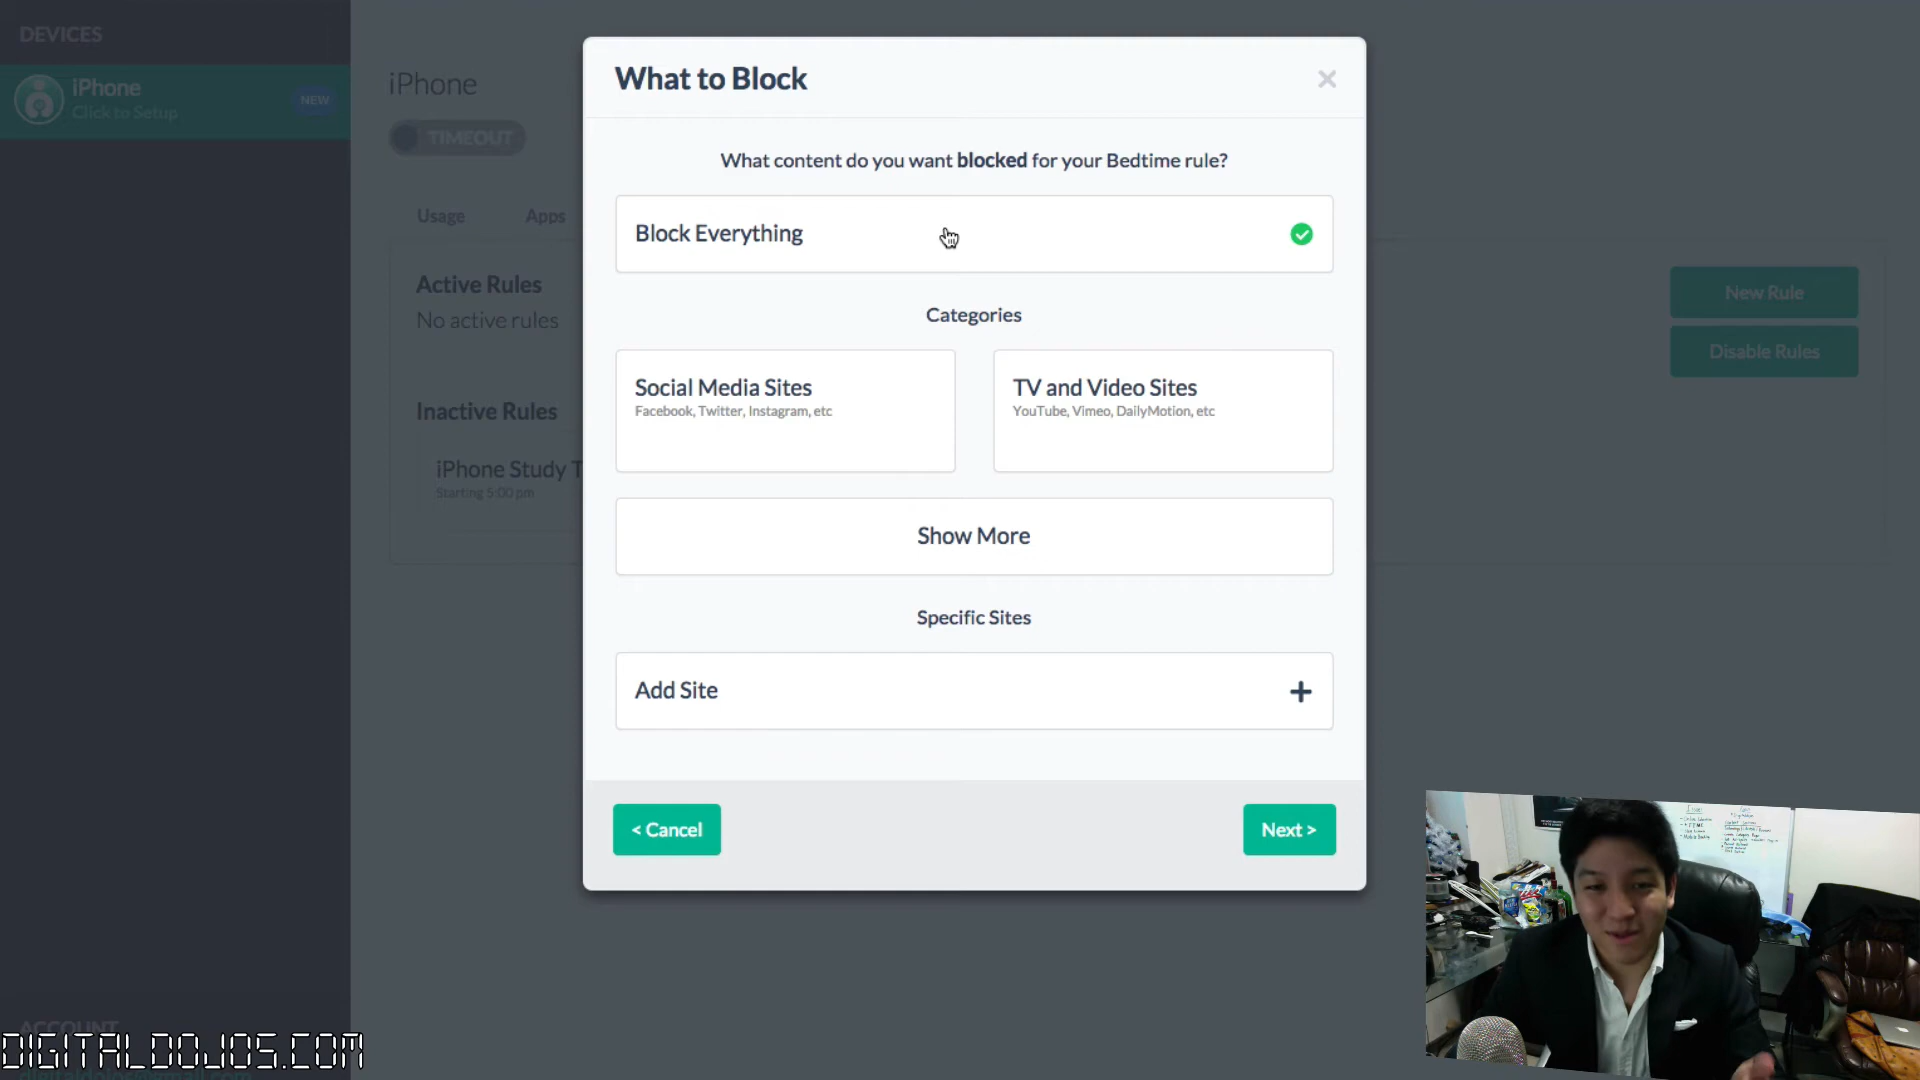 DEVICES
iPhone
Click to Setup
NEW
iPhone
TIMEOUT
Usage
Apps
Active Rules
No active rules
Inactive Rules
iPhone Study T
Starting 5:00 pm
New Rule
Disable Rules
What to Block
What content do you want blocked for your Bedtime rule?
Block Everything
Categories
Social Media Sites
Facebook, Twitter, Instagram, etc
TV and Video Sites
YouTube, Vimeo, DailyMotion, etc
Show More
Specific Sites
Add Site
< Cancel
Next >
ACCOUNT
DIGITALDOJOS.COM